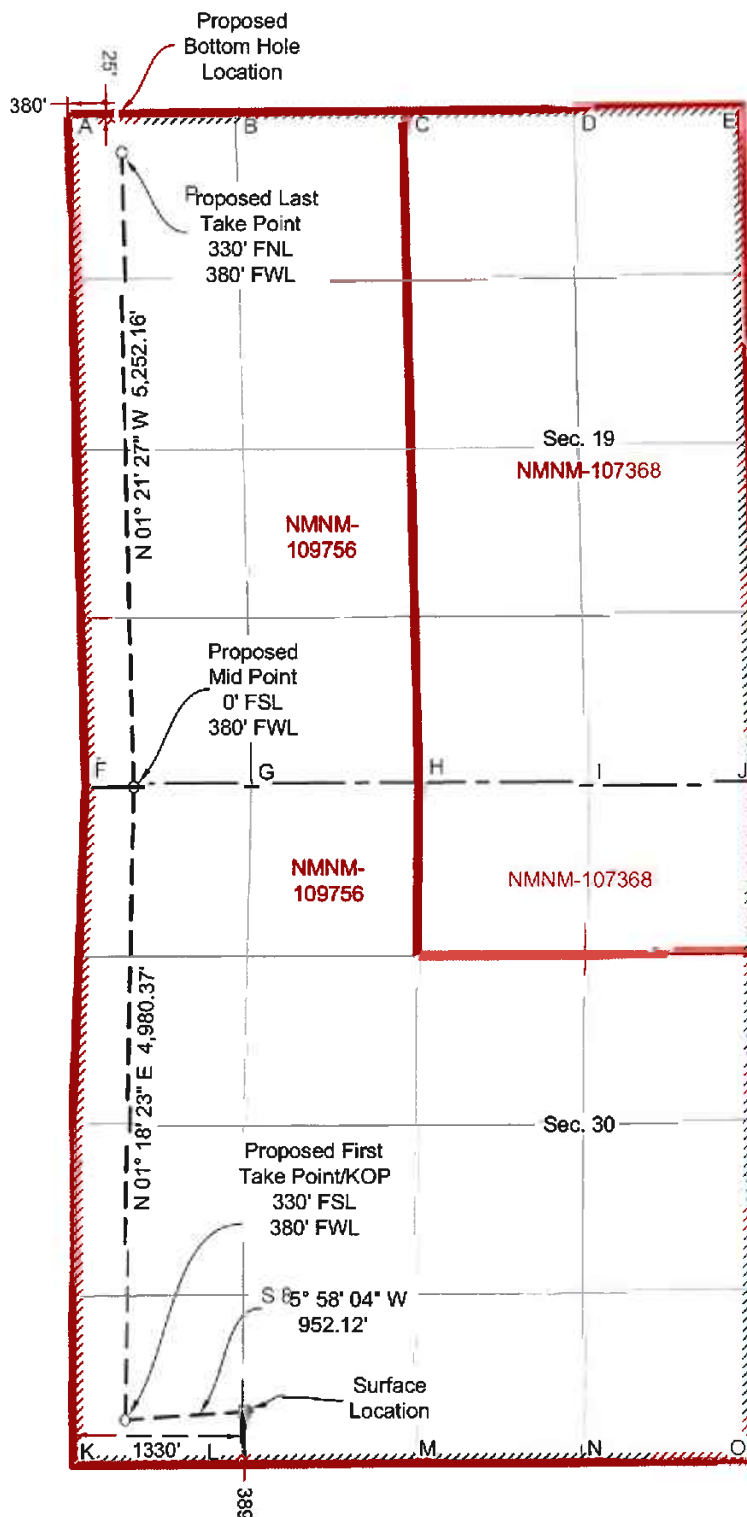 Proposed
Bottom Hole
Location
25'
380'
A
B
C
D
E
Proposed Last
Take Point
330' FNL
380' FWL
N 01° 21' 27" W 5,252.16'
Sec. 19
NMNM-107368
NMNM-
109756
Proposed
Mid Point
0' FSL
380' FWL
F
G
H
I
J
NMNM-
109756
NMNM-107368
N 01° 18' 23" E 4,980.37'
Sec. 30
Proposed First
Take Point/KOP
330' FSL
380' FWL
S 85° 58' 04" W
952.12'
Surface
Location
K
1330'
L
M
N
O
389